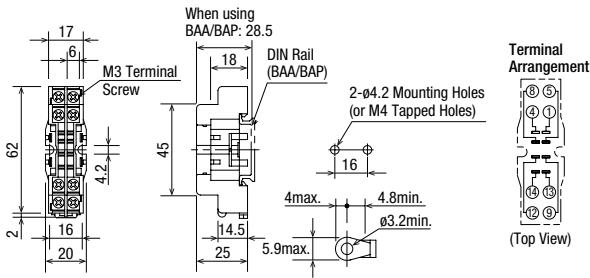 17
6
M3 Terminal
Screw
62
4.2
2
16
20
When using
BAA/BAP: 28.5
18
DIN Rail
(BAA/BAP)
45
14.5
25
2-ø4.2 Mounting Holes
(or M4 Tapped Holes)
16
4max.
4.8min.
ø3.2min.
5.9max.
Terminal
Arrangement
8 5
4 1
14 13
12 9
(Top View)